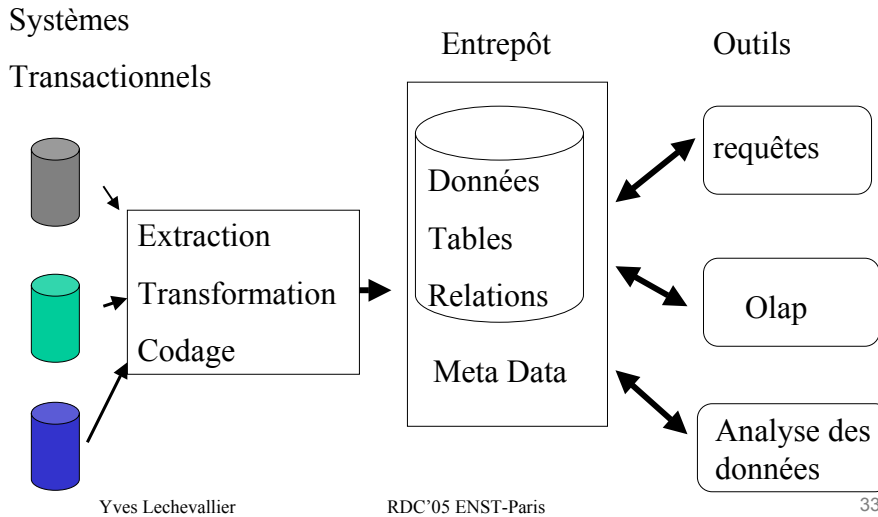 Systèmes
Transactionnels
Entrepôt
Outils
Extraction
Transformation
Codage
Données
Tables
Relations
Meta Data
requêtes
Olap
Analyse des
données
Yves Lechevallier
RDC'05 ENST-Paris
33